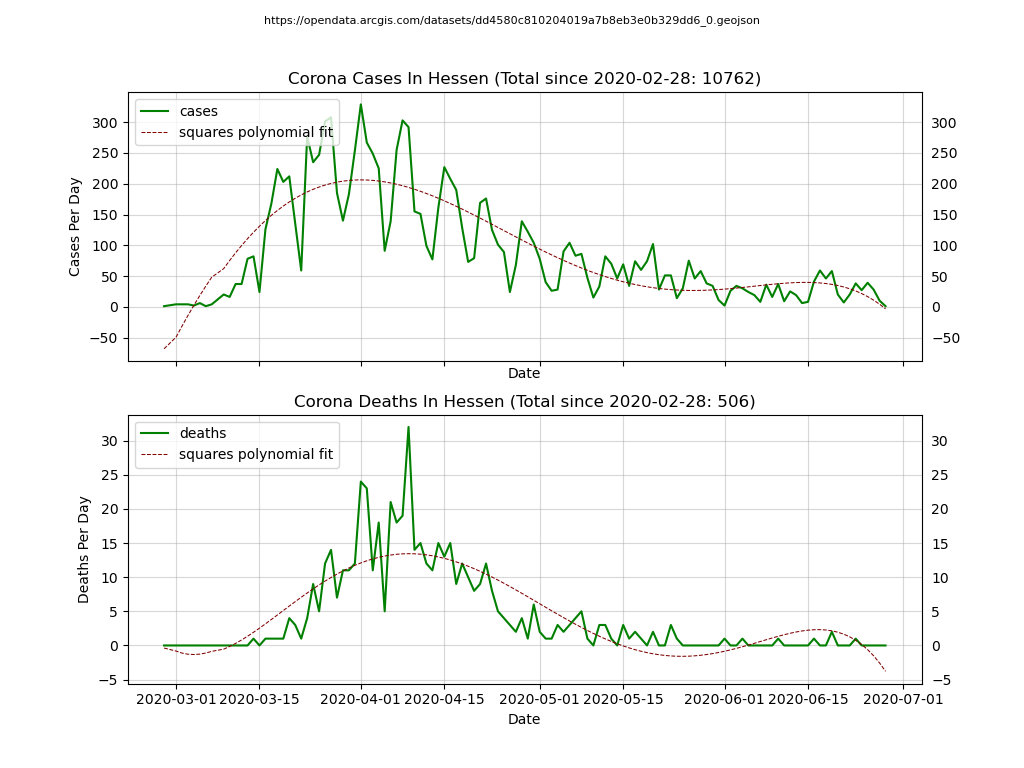 https://opendata.arcgis.com/datasets/dd4580c810204019a7b8eb3e0b329dd6_0.geojson
Corona Cases In Hessen (Total since 2020-02-28: 10762)
cases
squares polynomial fit
300
250
200
150
100
50
0
−50
Cases Per Day
300
250
200
150
100
50
0
−50
Date
Corona Deaths In Hessen (Total since 2020-02-28: 506)
deaths
squares polynomial fit
30
25
20
15
10
5
0
−5
Deaths Per Day
30
25
20
15
10
5
0
−5
2020-03-01 2020-03-15 2020-04-01 2020-04-15 2020-05-01 2020-05-15 2020-06-01 2020-06-15 2020-07-01
Date